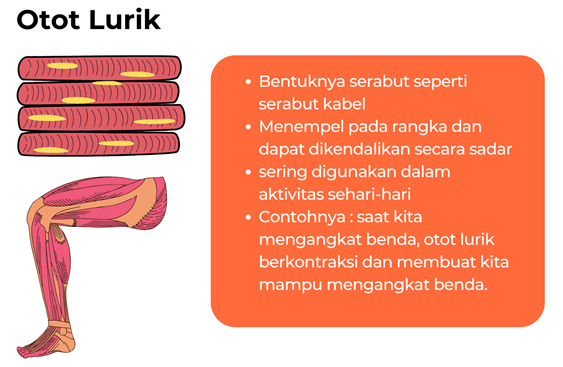 Otot Lurik
• Bentuknya serabut seperti
serabut kabel
• Menempel pada rangka dan
dapat dikendalikan secara sadar
• sering digunakan dalam
aktivitas sehari-hari
• Contohnya : saat kita
mengangkat benda, otot lurik
berkontraksi dan membuat kita
mampu mengangkat benda.